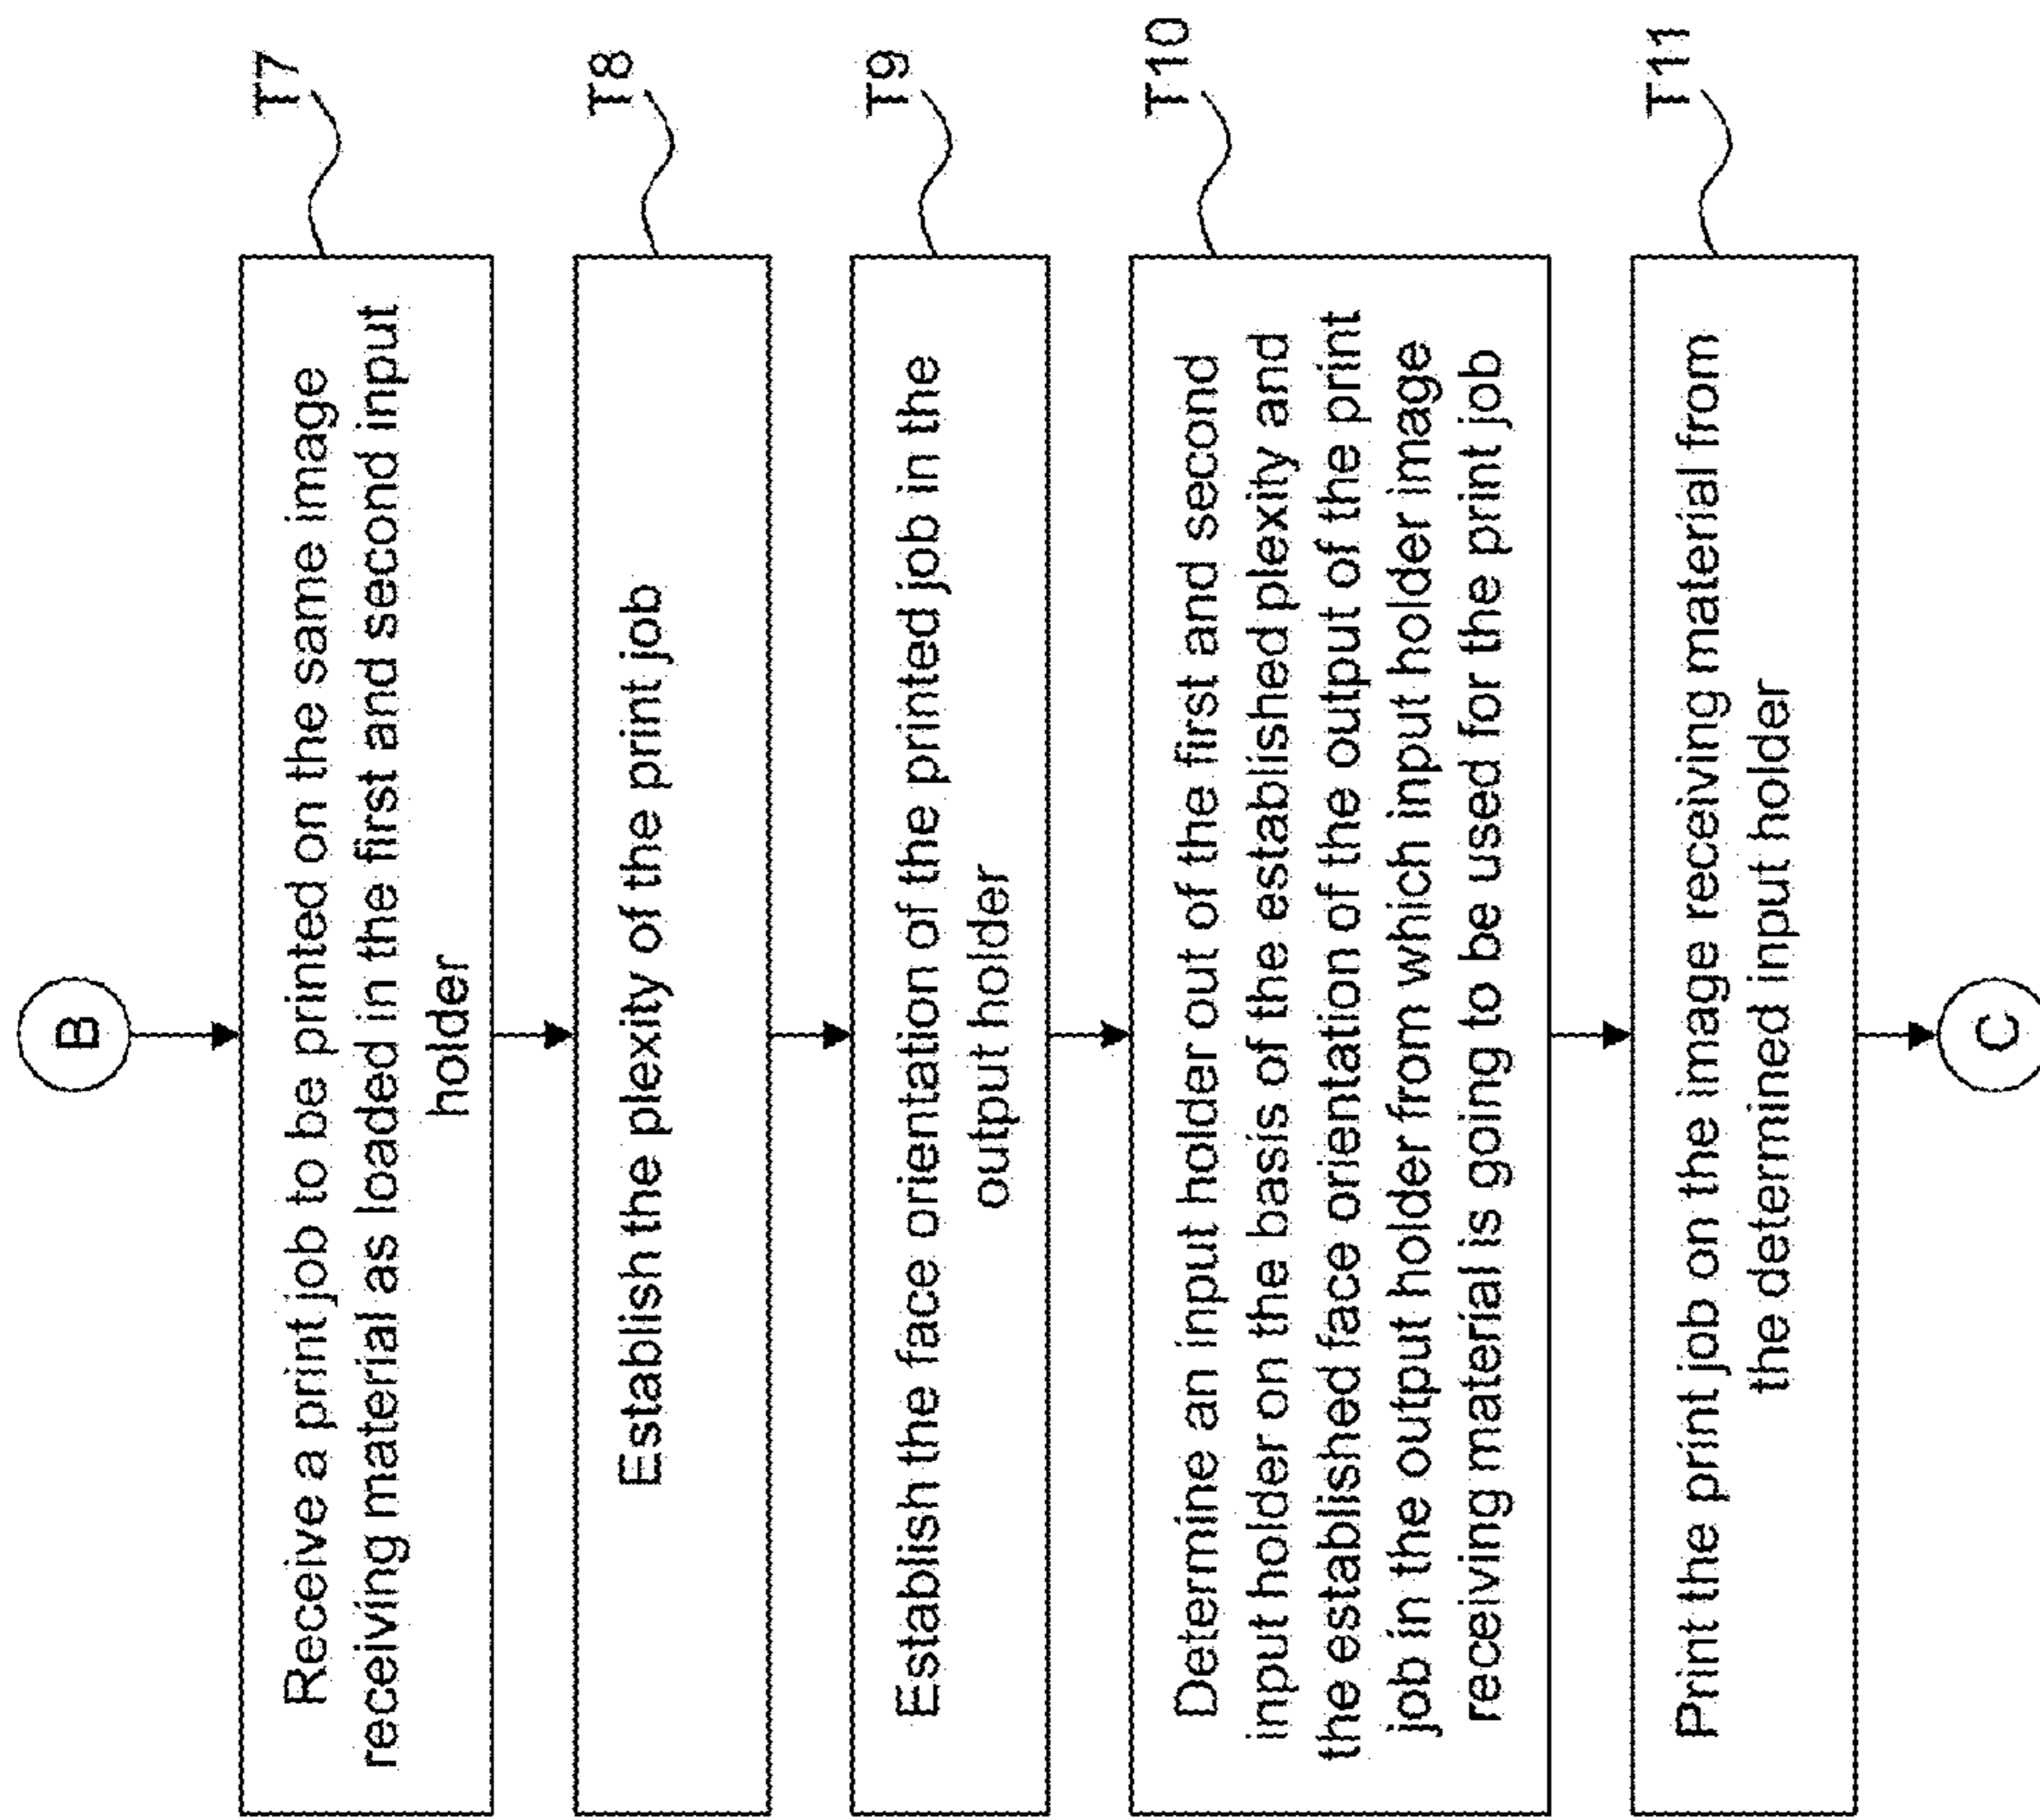 B
T7
Receive a print job to be printed on the same image
receiving material as loaded in the first and second input
holder
T8
Establish the plexity of the print job
T9
Establish the face orientation of the printed job in the
output holder
T10
Determine an input holder out of the first and second
input holder on the basis of the established plexity and
the established face orientation of the output of the print
job in the output holder from which input holder image
receiving material is going to be used for the print job
T11
Print the print job on the image receiving material from
the determined input holder
C